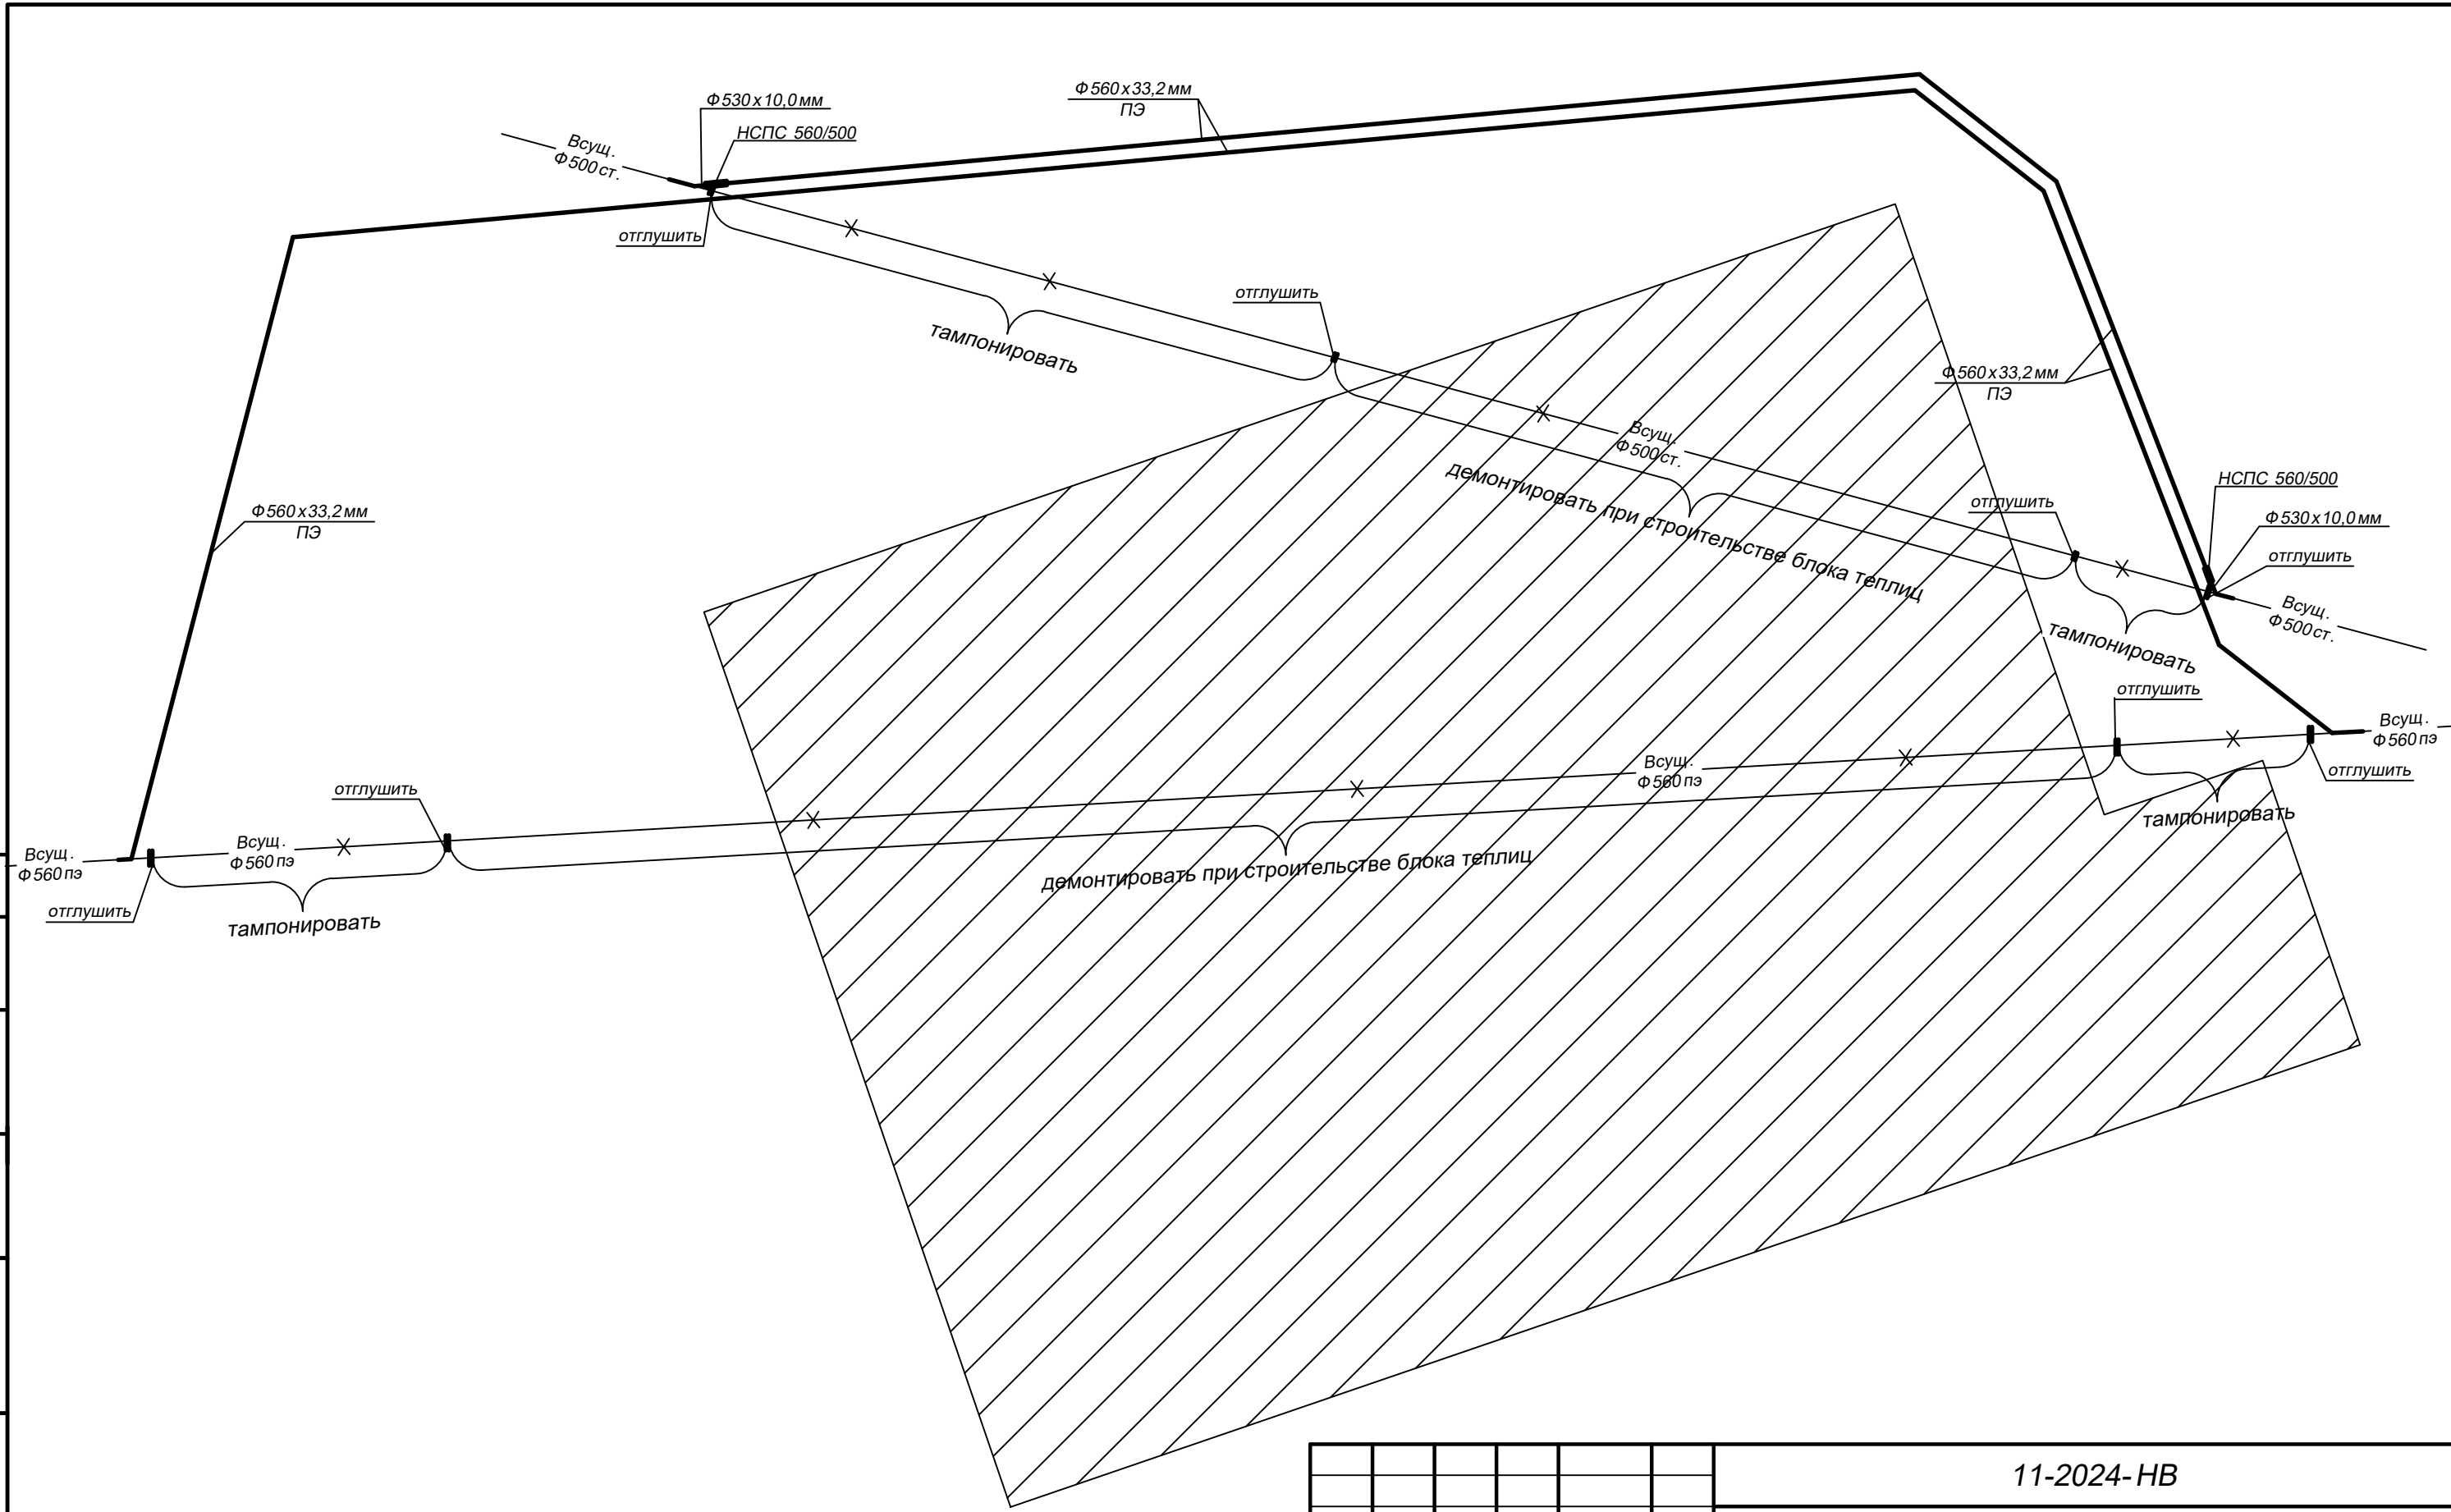 Ф560х33,2мм
ПЭ
Ф530х10,0мм
НСПС 560/500
Всущ.
Ф500ст.
отглушить
отглушить
тампонировать
Ф560х33,2мм
ПЭ
Всущ.
Ф500ст.
демонтировать при строительстве блока теплиц
НСПС 560/500
отглушить
Ф530х10,0мм
Ф560х33,2мм
ПЭ
отглушить
Всущ.
Ф500ст.
тампонировать
отглушить
Всущ.
Ф560пэ
Всущ.
Ф560пэ
отглушить
отглушить
тампонировать
Всущ.
Ф560пэ
Всущ.
Ф560пэ
демонтировать при строительстве блока теплиц
отглушить
тампонировать
11-2024-НВ